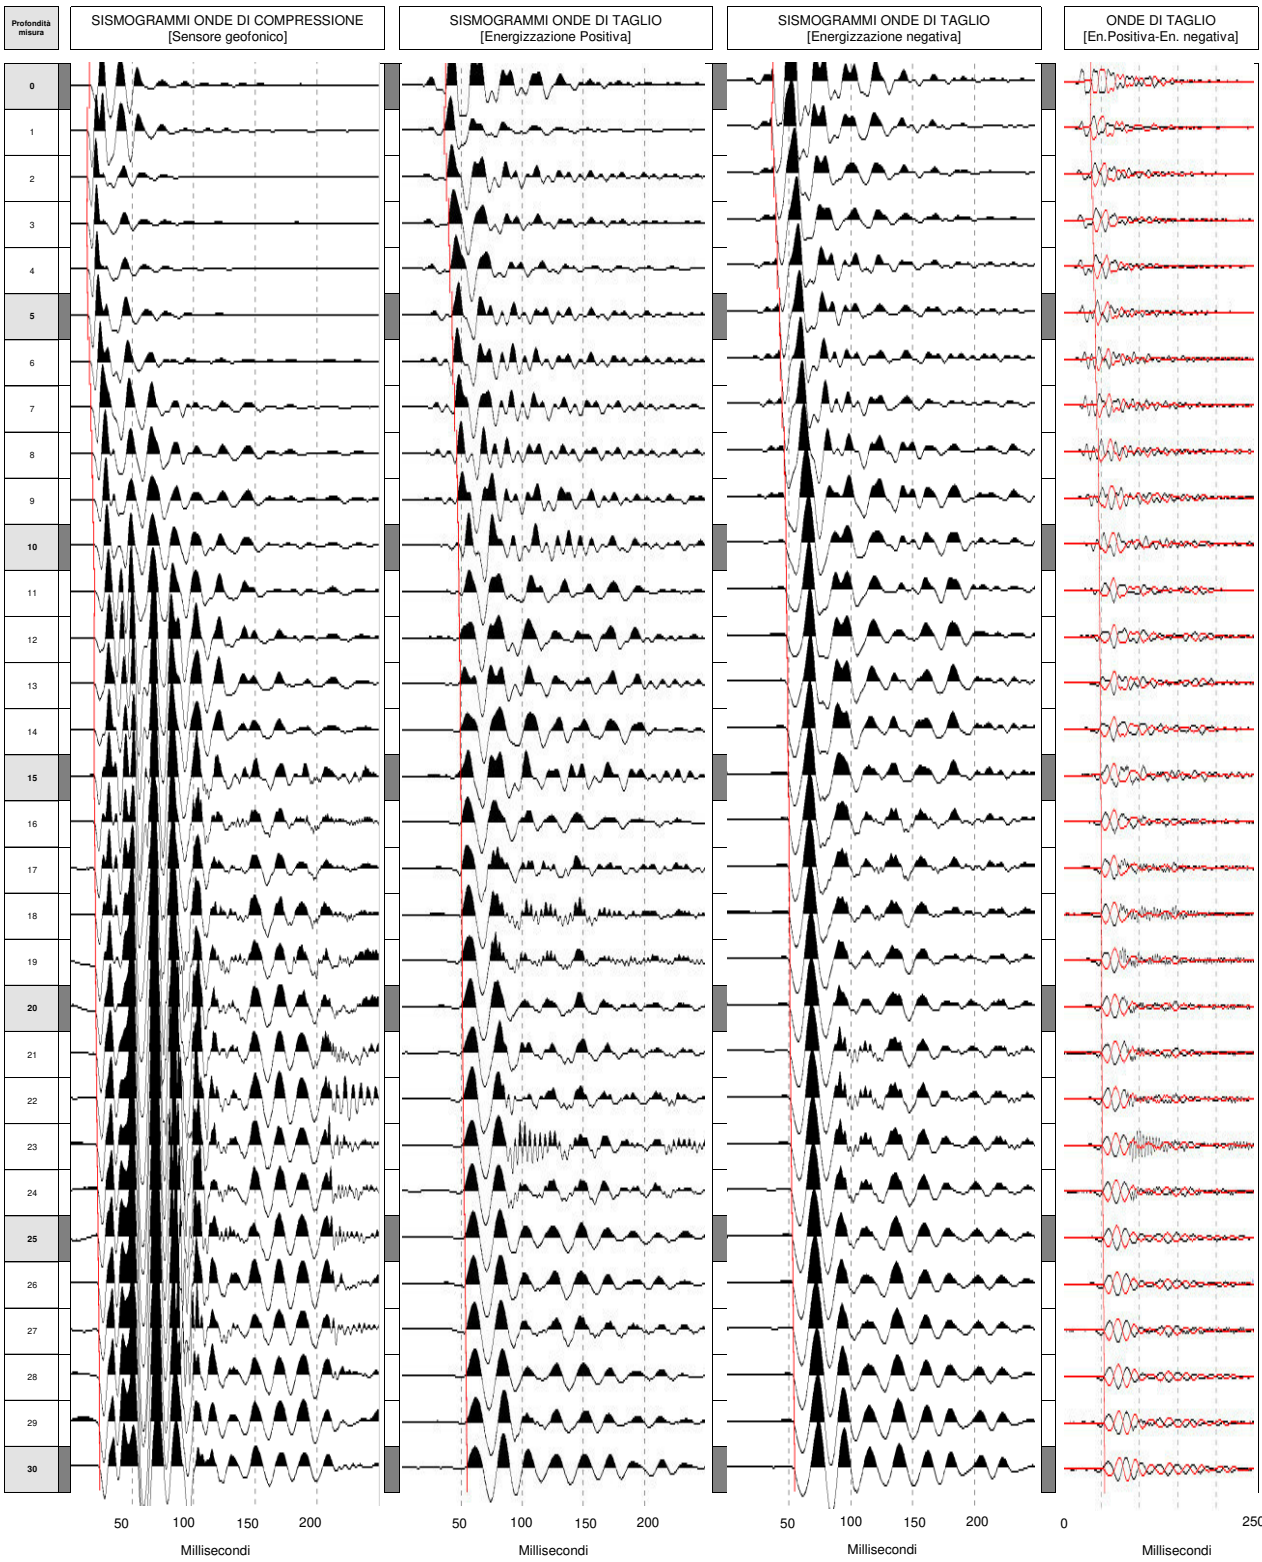 Profondità
misura
SISMOGRAMMI ONDE DI COMPRESSIONE
[Sensore geofonico]
SISMOGRAMMI ONDE DI TAGLIO
[Energizzazione Positiva]
SISMOGRAMMI ONDE DI TAGLIO
[Energizzazione negativa]
ONDE DI TAGLIO
[En.Positiva-En. negativa]
0
1
2
3
4
5
6
7
8
9
10
11
12
13
14
15
16
17
18
19
20
21
22
23
24
25
26
27
28
29
30
50 100 150 200
50 100 150 200
50 100 150 200
0 250
Millisecondi
Millisecondi
Millisecondi
Millisecondi